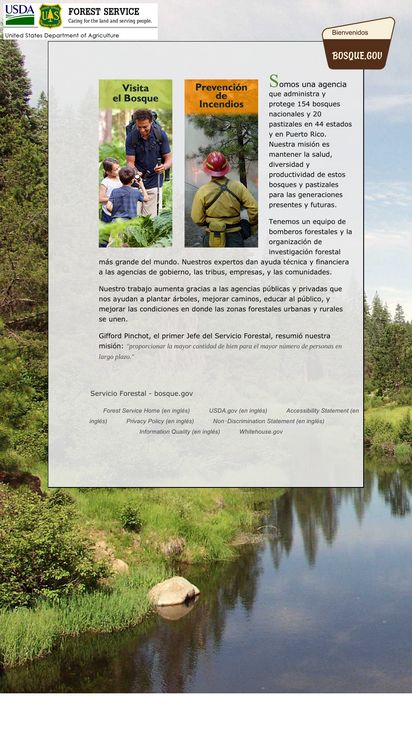 USDA
FOREST SERVICE
Caring for the land and serving people.
United States Department of Agriculture
Bienvenidos
BOSQUE.GOV
Visita
el Bosque
Prevención
de
Incendios
Somos una agencia
que administra y
protege 154 bosques
nacionales y 20
pastizales en 44 estados
y en Puerto Rico.
Nuestra misión es
mantener la salud,
diversidad y
productividad de estos
bosques y pastizales
para las generaciones
presentes y futuras.
Tenemos un equipo de
bomberos forestales y la
organización de
investigación forestal
más grande del mundo. Nuestros expertos dan ayuda técnica y financiera
a las agencias de gobierno, las tribus, empresas, y las comunidades.
Nuestro trabajo aumenta gracias a las agencias públicas y privadas que
nos ayudan a plantar árboles, mejorar caminos, educar al público, y
mejorar las condiciones en donde las zonas forestales urbanas y rurales
se unen.
Gifford Pinchot, el primer Jefe del Servicio Forestal, resumió nuestra
misión: "proporcionar la mayor cantidad de bien para el mayor número de personas en
largo plazo."
Servicio Forestal - bosque.gov
Forest Service Home (en inglés) USDA.gov (en inglés) Accessibility Statement (en
inglés) Privacy Policy (en inglés) Non-Discrimination Statement (en inglés)
Information Quality (en inglés) Whitehouse.gov